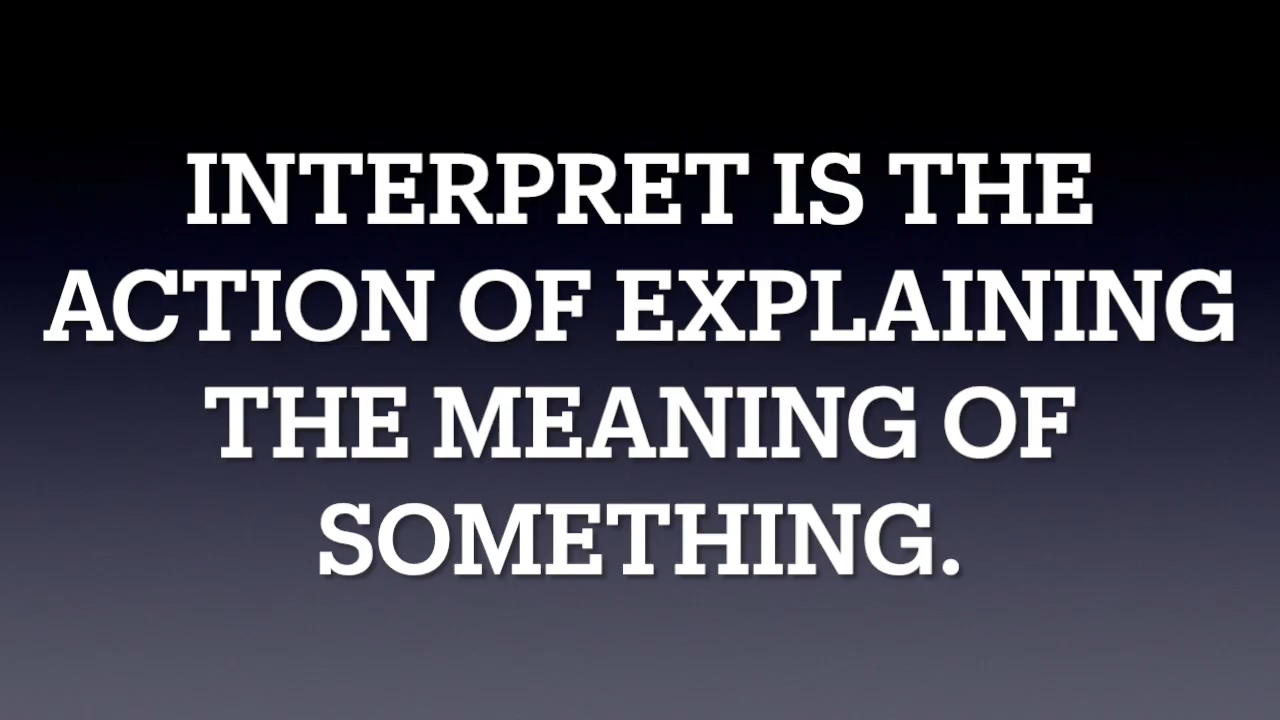 INTERPRET IS THE
ACTION OF EXPLAINING
THE MEANING OF
SOMETHING.